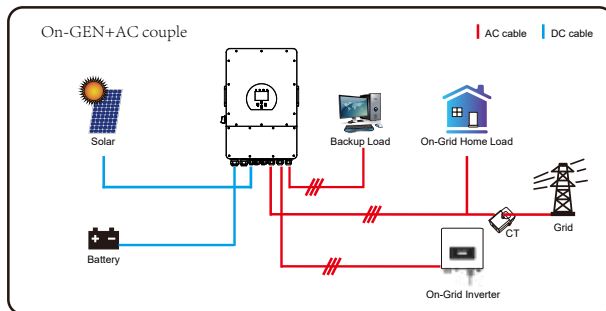 On-GEN+AC couple
AC cable
DC cable
Solar
Backup Load
On-Grid Home Load
CT
Grid
Battery
On-Grid Inverter